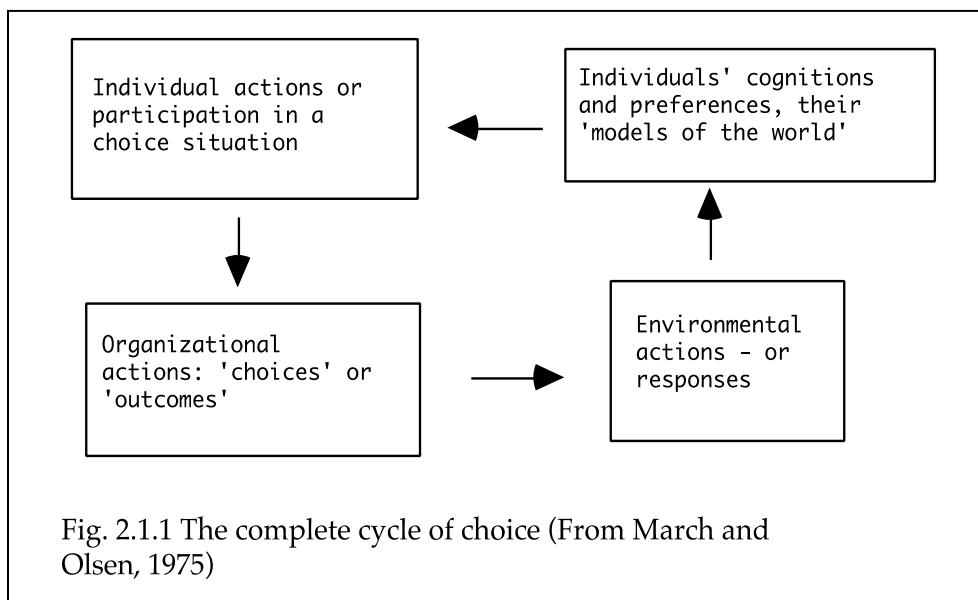 Individual actions or
participation in a
choice situation
Individuals' cognitions
and preferences, their
'models of the world'
Organizational
actions: 'choices' or
'outcomes'
Environmental
actions - or
responses
Fig. 2.1.1 The complete cycle of choice (From March and
Olsen, 1975)